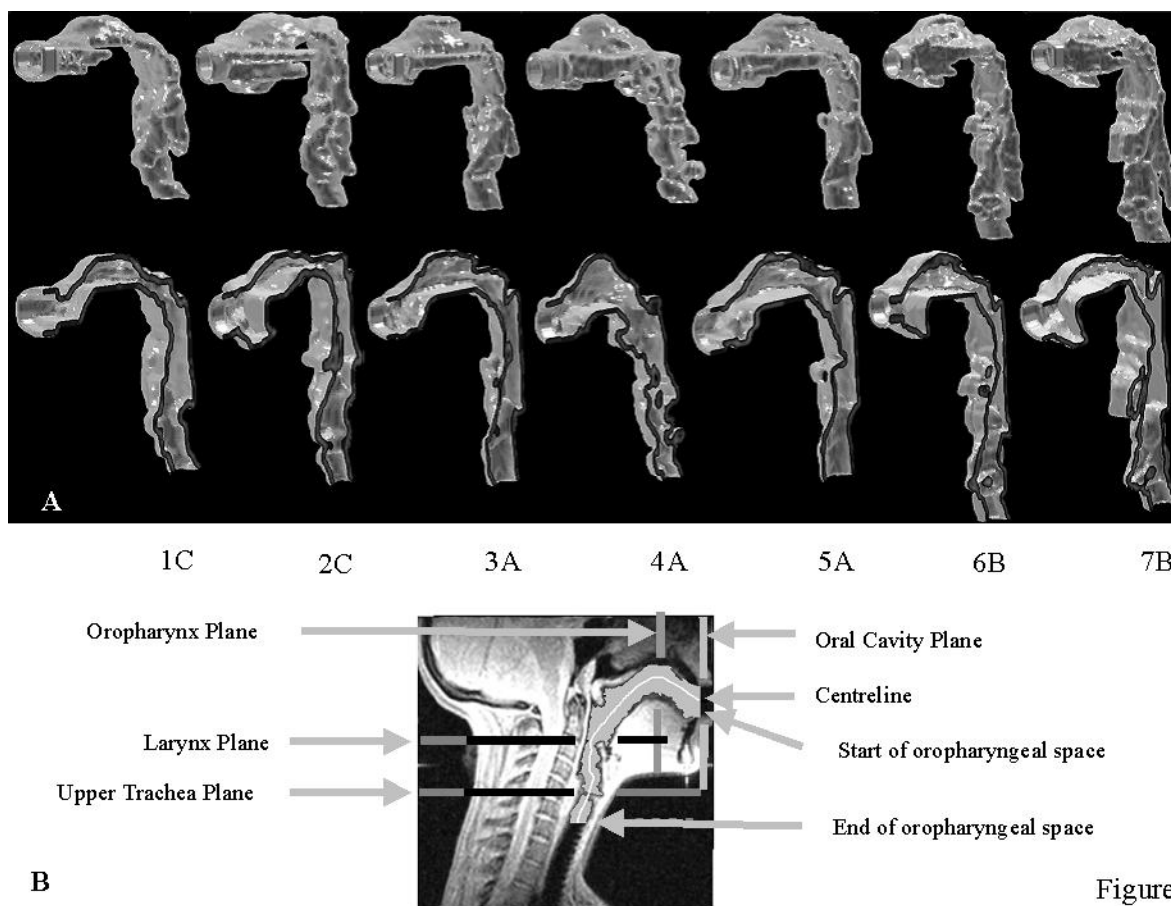 A
1C 2C 3A 4A 5A 6B 7B
Oropharynx Plane
Oral Cavity Plane
Centreline
Larynx Plane
Start of oropharyngeal space
Upper Trachea Plane
End of oropharyngeal space
B
Figure